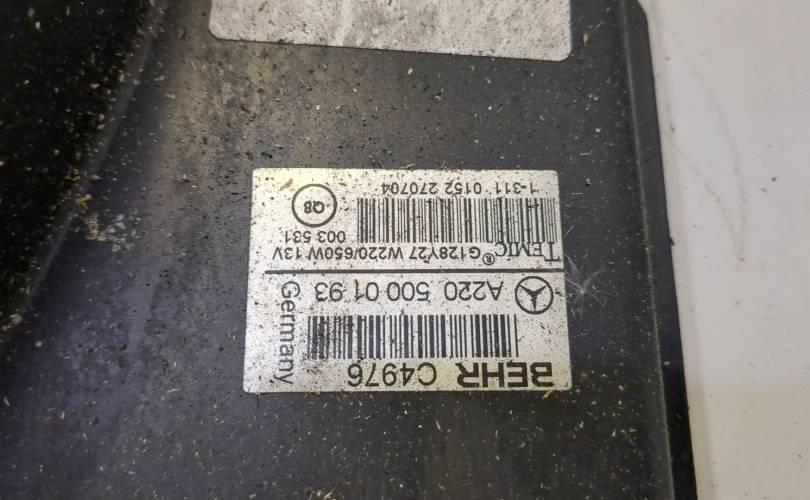 BEHR C4976
Germany
A220 500 01 93
TEMIC® G128Y27 W220/650W 13V
003 531
QB
1-311 0152 270704